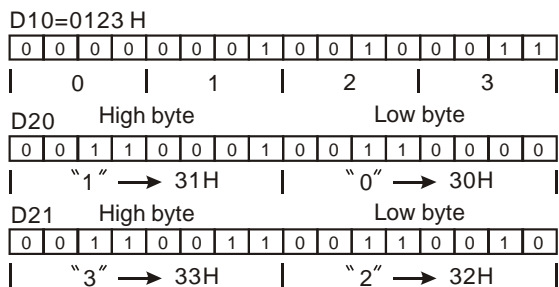 D10=0123 H
0 0 0 0 0 0 0 1 0 0 1 0 0 0 1 1
0 1 2 3
D20 High byte Low byte
0 0 1 1 0 0 0 1 0 0 1 1 0 0 0 0
"1" → 31H "0" → 30H
D21 High byte Low byte
0 0 1 1 0 0 1 1 0 0 1 1 0 0 1 0
"3" → 33H "2" → 32H